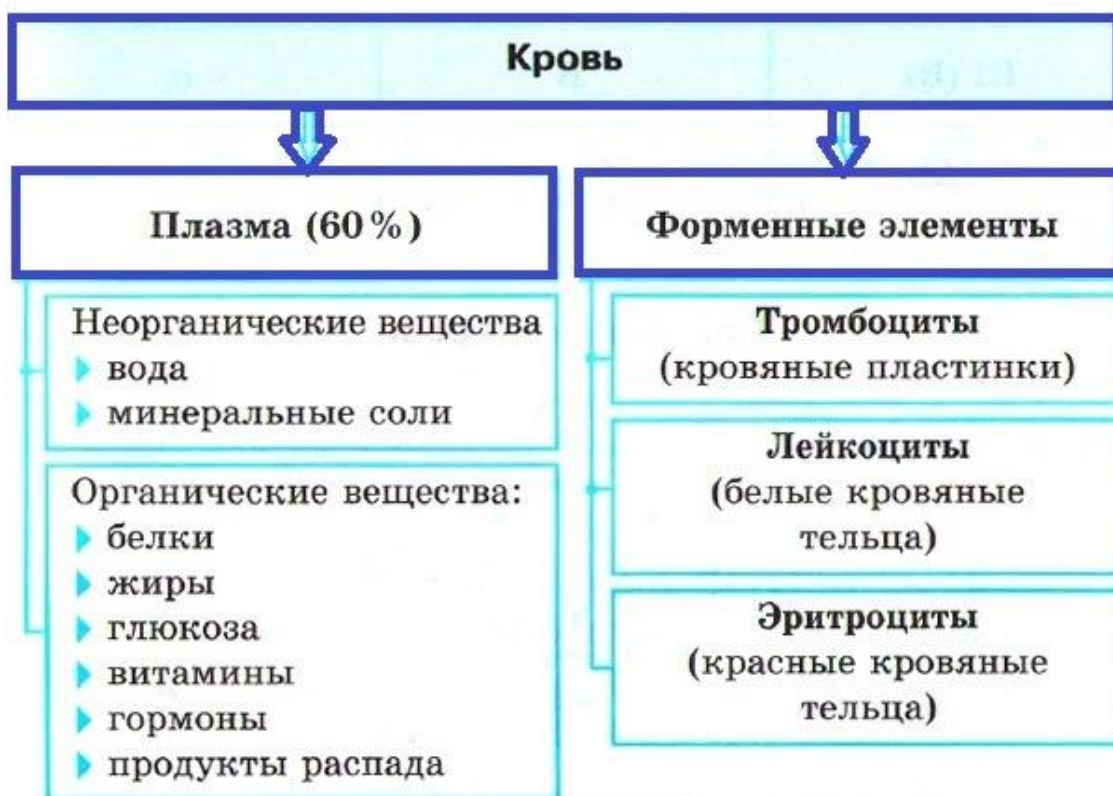 Кровь
Плазма (60 %)
Неорганические вещества
вода
минеральные соли
Органические вещества:
белки
жиры
глюкоза
витамины
гормоны
продукты распада
Форменные элементы
Тромбоциты
(кровяные пластинки)
Лейкоциты
(белые кровяные
тельца)
Эритроциты
(красные кровяные
тельца)